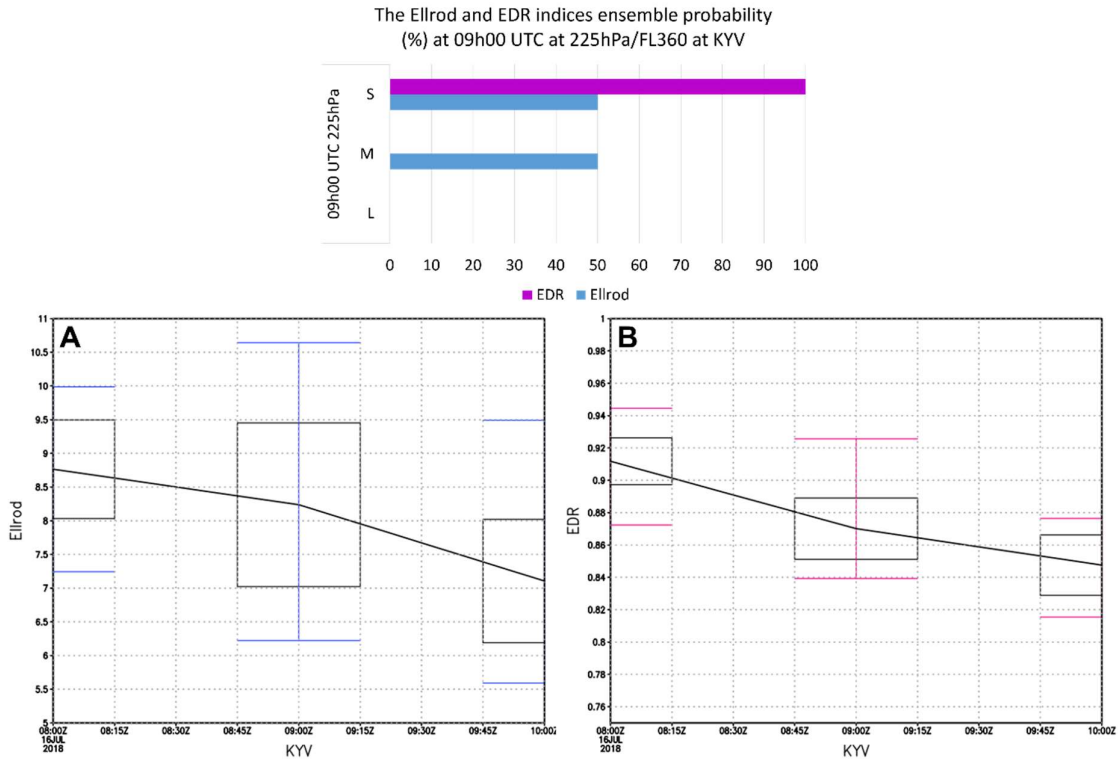 The Ellrod and EDR indices ensemble probability
(%) at 09h00 UTC at 225hPa/FL360 at KYV
09h00 UTC 225hPa
S
M
L
0 10 20 30 40 50 60 70 80 90 100
EDR Ellrod
A
11
10.5
10
9.5
9
8.5
8
7.5
7
6.5
6
5.5
5
Ellrod
08:00Z 08:15Z 08:30Z 08:45Z 09:00Z 09:15Z 09:30Z 09:45Z 10:00Z
16JUL
2018
KYV
B
1
0.98
0.96
0.94
0.92
0.9
0.88
0.86
0.84
0.82
0.8
0.78
0.76
EDR
08:00Z 08:15Z 08:30Z 08:45Z 09:00Z 09:15Z 09:30Z 09:45Z 10:00Z
16JUL
2018
KYV